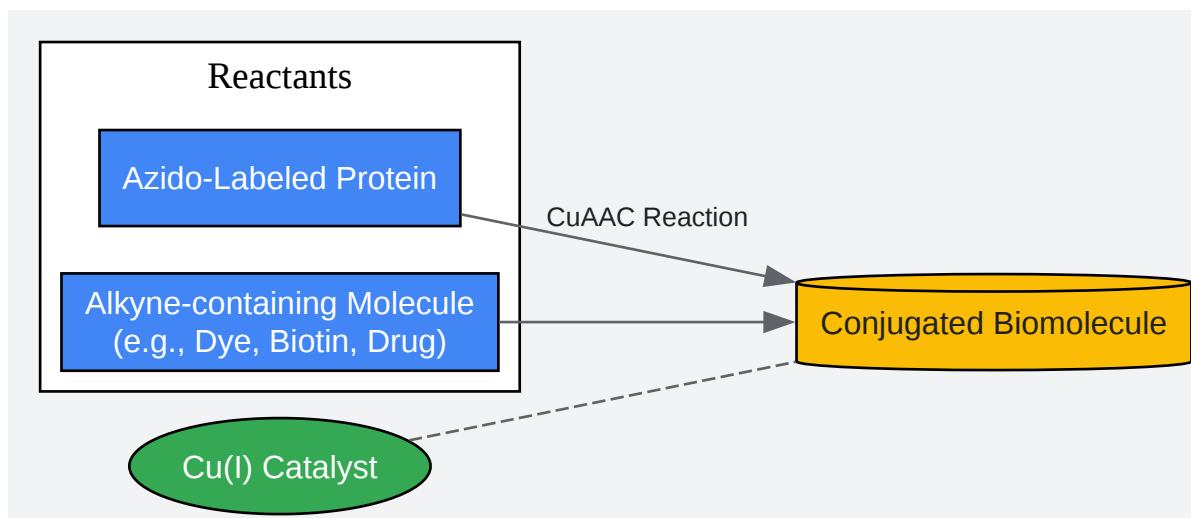 Reactants
Azido-Labeled Protein
CuAAC Reaction
Alkyne-containing Molecule
(e.g., Dye, Biotin, Drug)
Conjugated Biomolecule
Cu(I) Catalyst